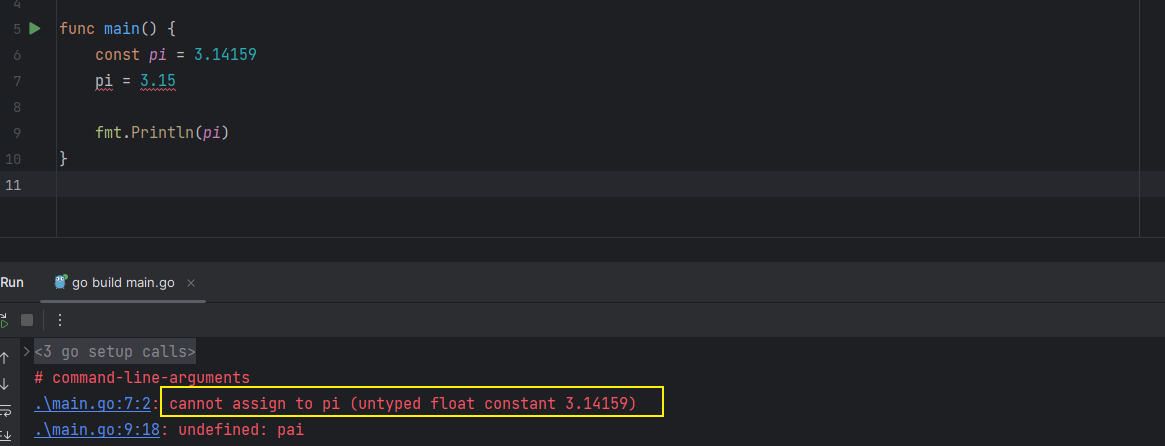 4
5 func main() {
6 const pi = 3.14159
7 pi = 3.15
8
9 fmt.Println(pi)
10 }
11
Run go build main.go ×
<3 go setup calls>
# command-line-arguments
.\main.go:7:2: cannot assign to pi (untyped float constant 3.14159)
.\main.go:9:18: undefined: pai